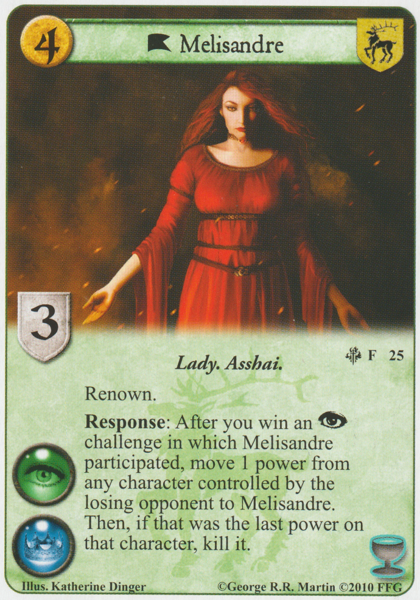 4
Melisandre
3
Lady. Asshai.
F 25
Renown.
Response: After you win an
challenge in which Melisandre
participated, move 1 power from
any character controlled by the
losing opponent to Melisandre.
Then, if that was the last power on
that character, kill it.
Illus. Katherine Dinger
©George R.R. Martin ©2010 FFG